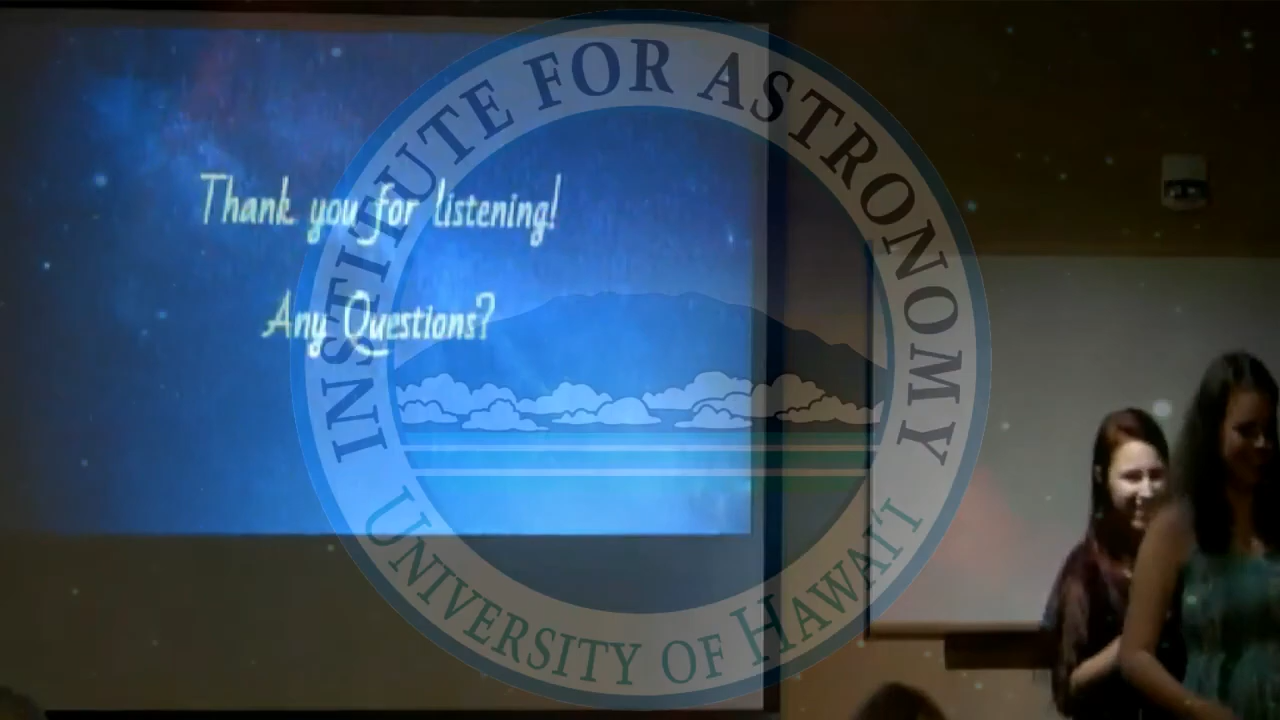 INSTITUTE FOR ASTRONOMY
Thank you for listening!
Any Questions?
UNIVERSITY OF HAWAI'I